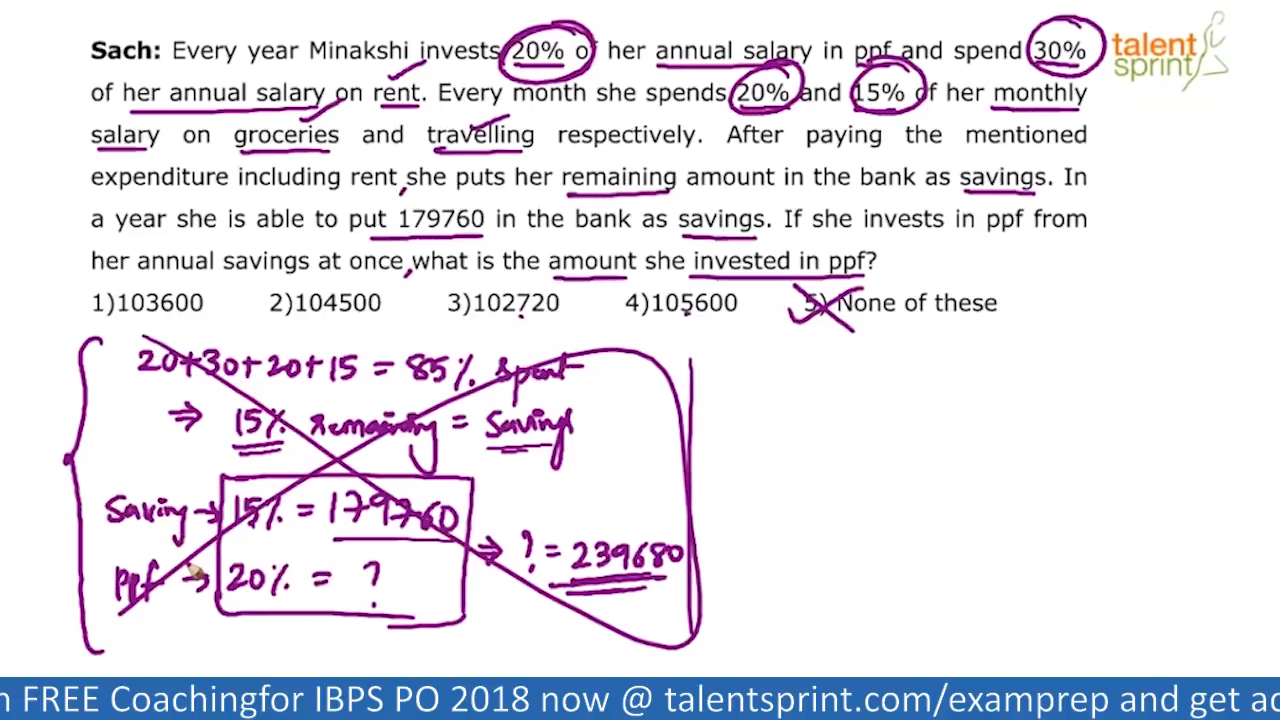 Sach: Every year Minakshi invests 20% of her annual salary in ppf and spend 30%
talent
sprint
of her annual salary on rent. Every month she spends 20% and 15% of her monthly
salary on groceries and travelling respectively. After paying the mentioned
expenditure including rent she puts her remaining amount in the bank as savings. In
a year she is able to put 179760 in the bank as savings. If she invests in ppf from
her annual savings at once, what is the amount she invested in ppf?
1)103600 2)104500 3)102720 4)105600 5) None of these
20+30+20+15 = 85% spent
⇒ 15% remaining = Savings
Saving → 15% = 179760
⇒ ? = 239680
ppf → 20% = ?
n FREE Coachingfor IBPS PO 2018 now @ talentsprint.com/examprep and get ac